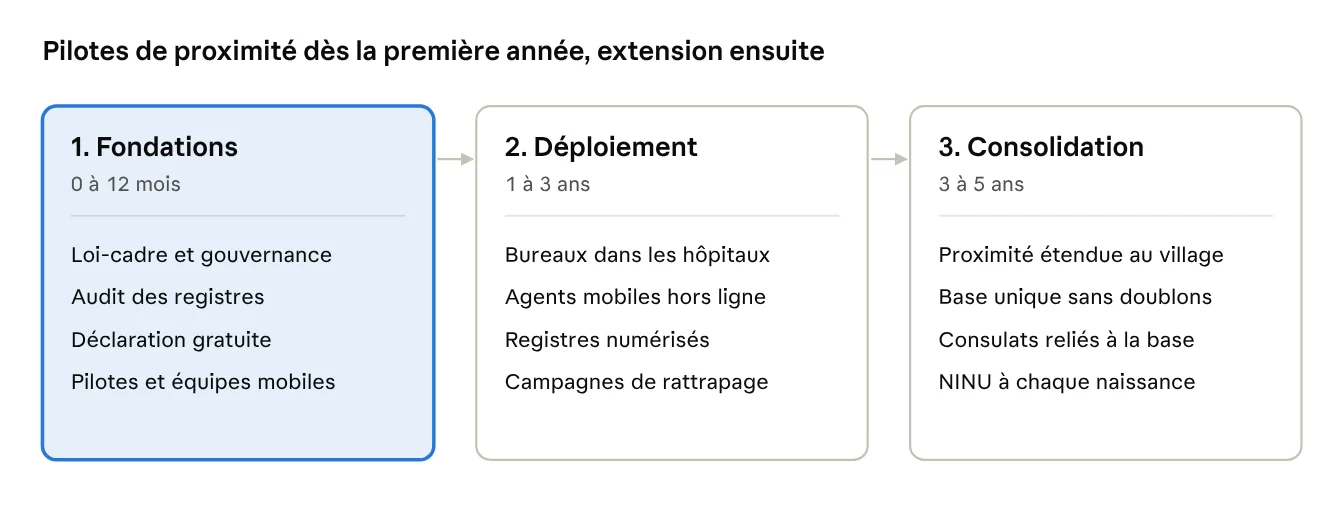 Pilotes de proximité dès la première année, extension ensuite
1. Fondations
0 à 12 mois
Loi-cadre et gouvernance
Audit des registres
Déclaration gratuite
Pilotes et équipes mobiles
2. Déploiement
1 à 3 ans
Bureaux dans les hôpitaux
Agents mobiles hors ligne
Registres numérisés
Campagnes de rattrapage
3. Consolidation
3 à 5 ans
Proximité étendue au village
Base unique sans doublons
Consulats reliés à la base
NINU à chaque naissance